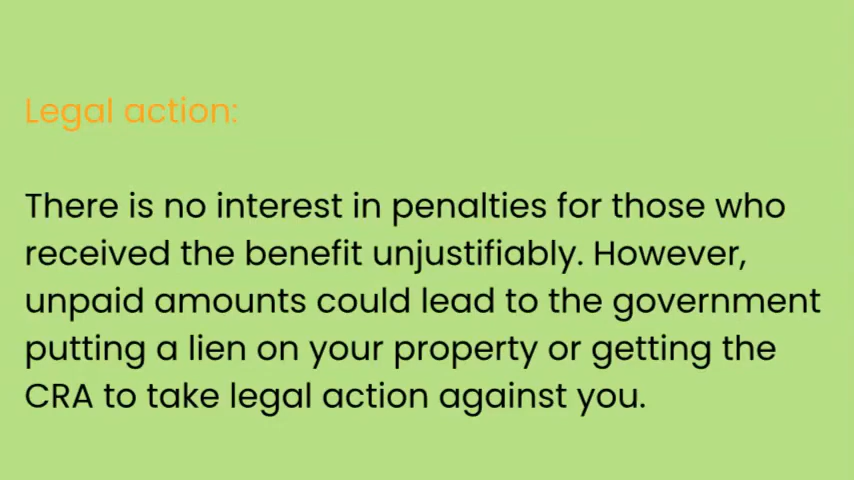 Legal action:
There is no interest in penalties for those who
received the benefit unjustifiably. However,
unpaid amounts could lead to the government
putting a lien on your property or getting the
CRA to take legal action against you.